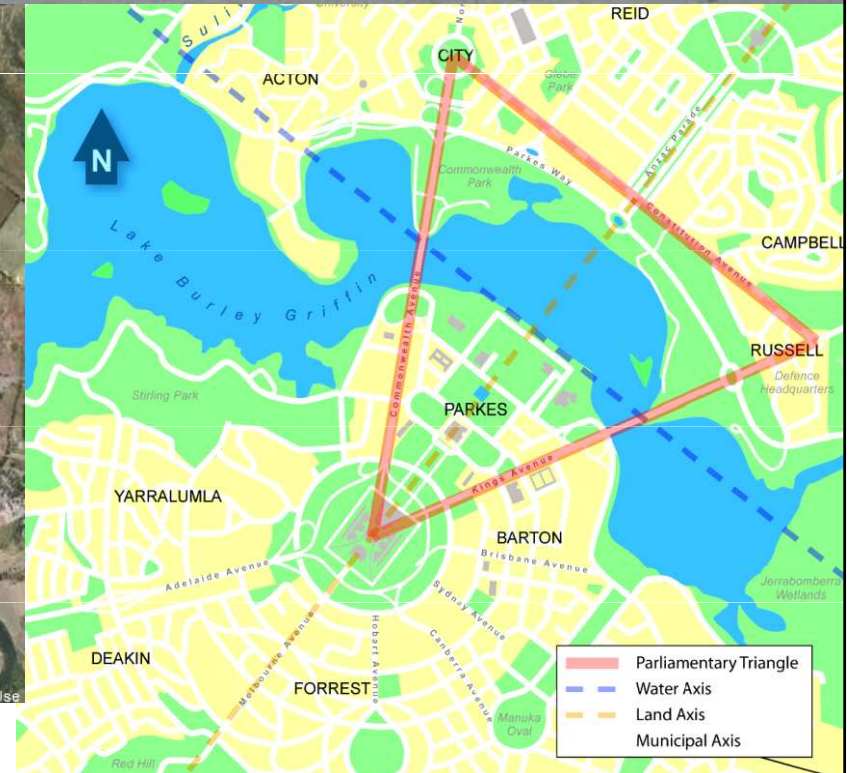 University
REID
Suli
CITY
ACTON
Glebe
Park
N
Anzac Parade
Parkes Way
Commonwealth
Park
Constitution Avenue
CAMPBELL
Lake Burley Griffin
Commonwealth Avenue
RUSSELL
Defence
Headquarters
Stirling Park
PARKES
Kings Avenue
YARRALUMLA
BARTON
Brisbane Avenue
Adelaide Avenue
Sydney Avenue
Jerrabomberra
Wetlands
Hobart Avenue
Canberra Avenue
Melbourne Avenue
DEAKIN
FORREST
Manuka
Oval
Red Hill
Parliamentary Triangle
Water Axis
Land Axis
Municipal Axis